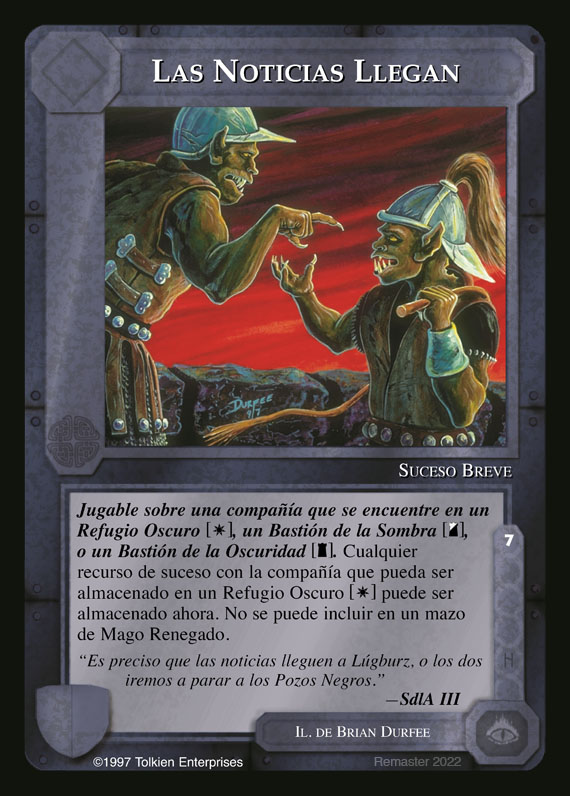 Las Noticias Llegan
Durfee
97
Suceso Breve
Jugable sobre una compañía que se encuentre en un
Refugio Oscuro [☀], un Bastión de la Sombra [],
o un Bastión de la Oscuridad []. Cualquier
recurso de suceso con la compañía que pueda ser
almacenado en un Refugio Oscuro [☀] puede ser
almacenado ahora. No se puede incluir en un mazo
de Mago Renegado.
“Es preciso que las noticias lleguen a Lúgburz, o los dos
iremos a parar a los Pozos Negros.”
—SdlA III
7
H
Il. de Brian Durfee
©1997 Tolkien Enterprises
Remaster 2022